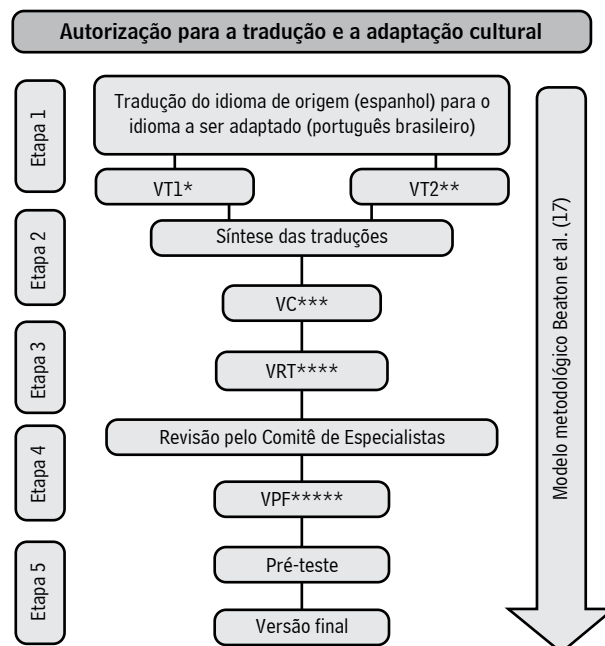 Autorização para a tradução e a adaptação cultural
Etapa 1
Tradução do idioma de origem (espanhol) para o
idioma a ser adaptado (português brasileiro)
VT1*
VT2**
Etapa 2
Síntese das traduções
VC***
Etapa 3
VRT****
Etapa 4
Revisão pelo Comitê de Especialistas
VPF*****
Etapa 5
Pré-teste
Versão final
Modelo metodológico Beaton et al. (17)